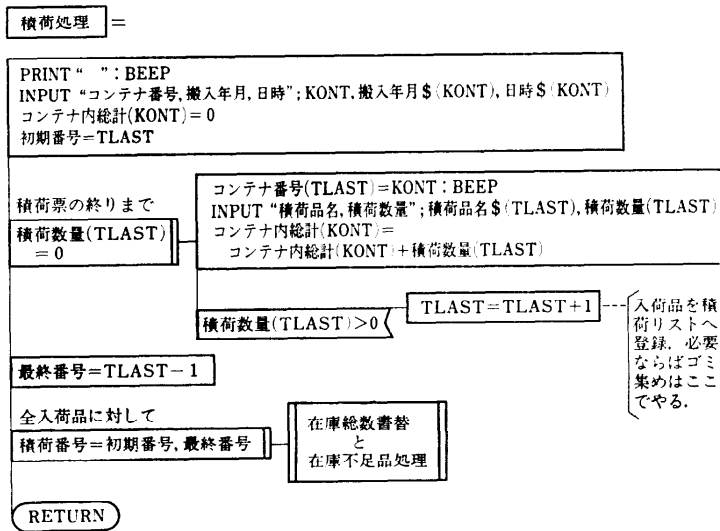 積荷処理 =
PRINT “ ”: BEEP
INPUT “コンテナ番号, 搬入年月, 日時”; KONT, 搬入年月$(KONT), 日時$(KONT)
コンテナ内総計(KONT)=0
初期番号=TLAST
積荷票の終りまで
積荷数量(TLAST)
=0
コンテナ番号(TLAST)=KONT: BEEP
INPUT “積荷品名, 積荷数量”; 積荷品名$(TLAST), 積荷数量(TLAST)
コンテナ内総計(KONT)=
コンテナ内総計(KONT)+積荷数量(TLAST)
積荷数量(TLAST)>0
TLAST=TLAST+1
入荷品を積
荷リストへ
登録. 必要
ならばゴミ
集めはここ
でやる.
最終番号=TLAST-1
全入荷品に対して
積荷番号=初期番号, 最終番号
在庫総数書替
と
在庫不足品処理
RETURN